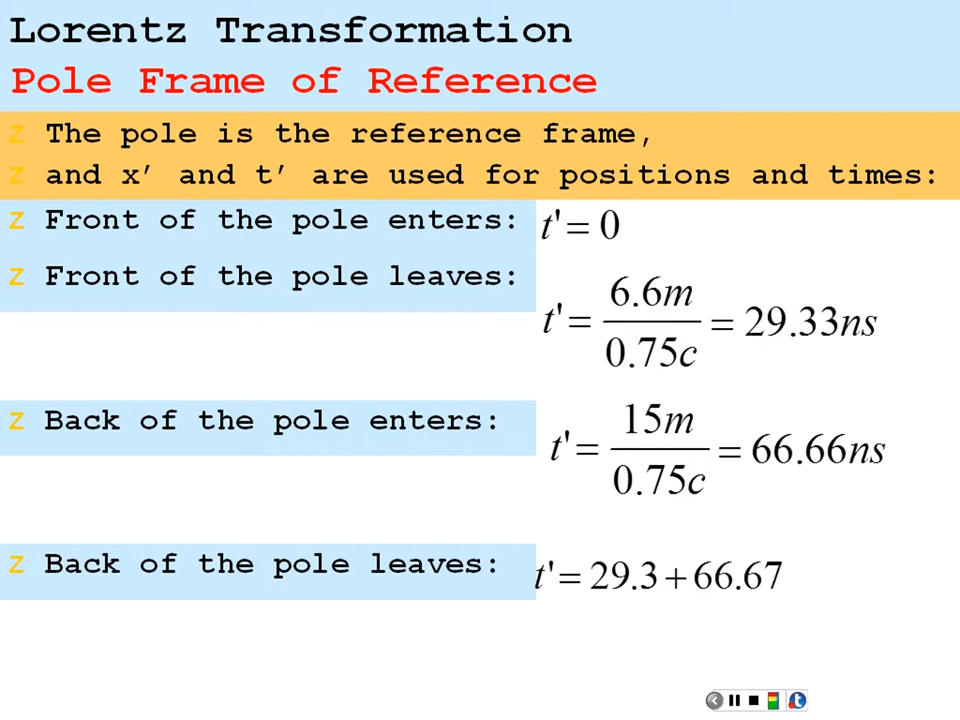 Lorentz Transformation
Pole Frame of Reference
z The pole is the reference frame,
z and x’ and t’ are used for positions and times:
z Front of the pole enters: t' = 0
z Front of the pole leaves: t' = 6.6m / 0.75c = 29.33ns
z Back of the pole enters: t' = 15m / 0.75c = 66.66ns
z Back of the pole leaves: t' = 29.3 + 66.67